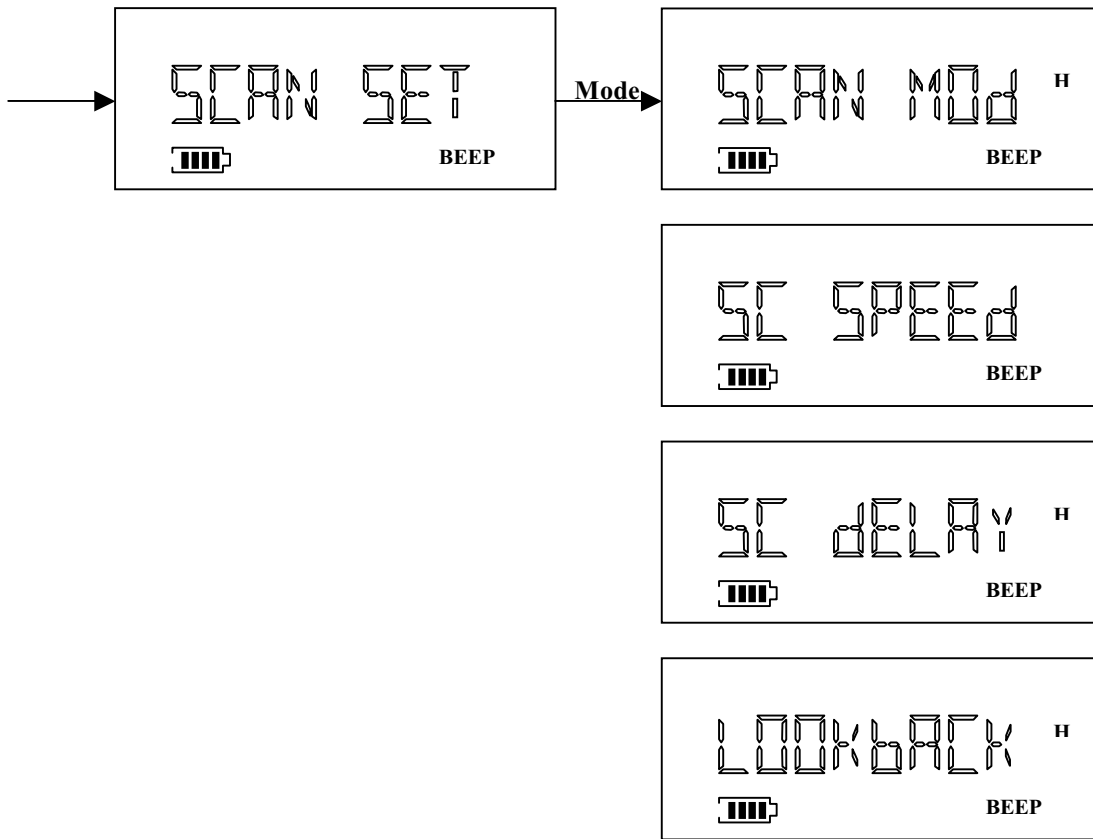 SCAN SET
BEEP
Mode
SCAN MOd H
BEEP
SC SPEEd
BEEP
SC dELAY H
BEEP
LOOKbACK H
BEEP